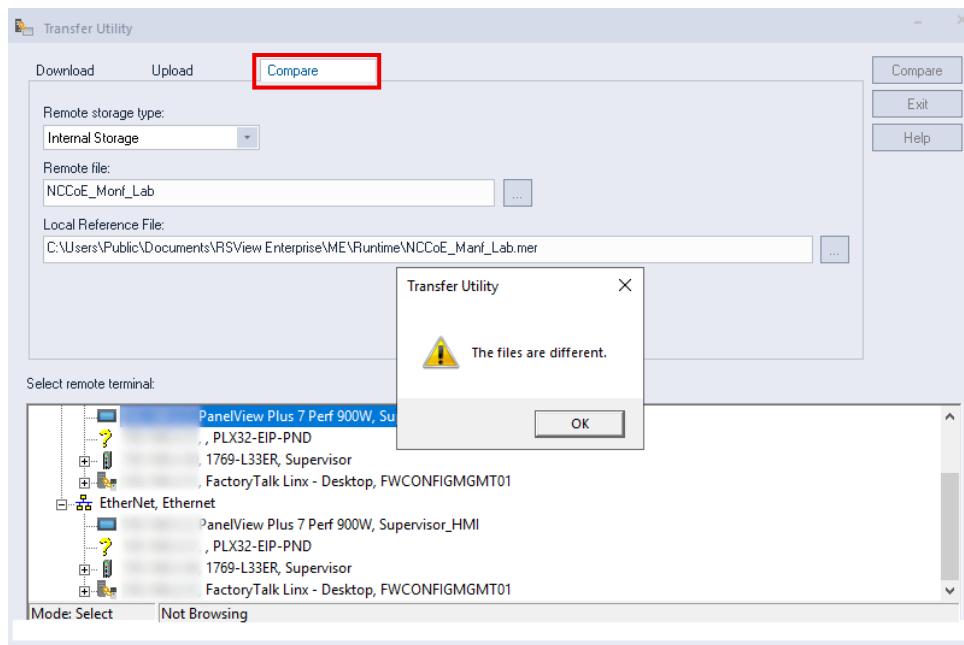 Transfer Utility
Download Upload Compare
Compare
Exit
Help
Remote storage type:
Internal Storage
Remote file:
NCCoE_Monf_Lab
...
Local Reference File:
C:\Users\Public\Documents\RSView Enterprise\ME\Runtime\NCCoE_Manf_Lab.mer
...
Transfer Utility
The files are different.
OK
Select remote terminal:
PanelView Plus 7 Perf 900W, Su
, PLX32-EIP-PND
, 1769-L33ER, Supervisor
, FactoryTalk Linx - Desktop, FWCONFIGMGMT01
EtherNet, Ethernet
PanelView Plus 7 Perf 900W, Supervisor_HMI
, PLX32-EIP-PND
, 1769-L33ER, Supervisor
, FactoryTalk Linx - Desktop, FWCONFIGMGMT01
Mode: Select Not Browsing